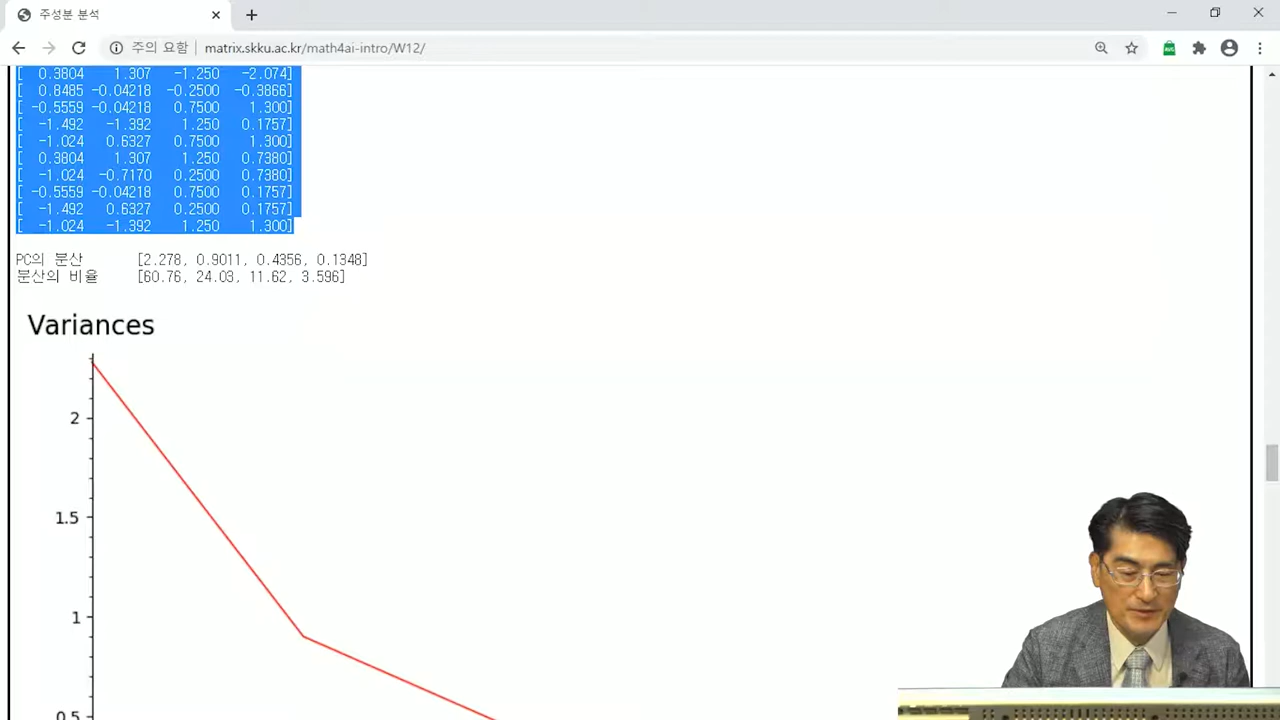 주성분 분석
주의 요함
matrix.skku.ac.kr/math4ai-intro/W12/
[ 0.3804 1.307 -1.250 -2.074]
[ 0.8485 -0.04218 -0.2500 -0.3866]
[ -0.5559 -0.04218 0.7500 1.300]
[ -1.492 -1.392 1.250 0.1757]
[ -1.024 0.6327 0.7500 1.300]
[ 0.3804 1.307 1.250 0.7380]
[ -1.024 -0.7170 0.2500 0.7380]
[ -0.5559 -0.04218 0.7500 0.1757]
[ -1.492 0.6327 0.2500 0.1757]
[ -1.024 -1.392 1.250 1.300]
PC의 분산 [2.278, 0.9011, 0.4356, 0.1348]
분산의 비율 [60.76, 24.03, 11.62, 3.596]
Variances
2
1.5
1
0.5